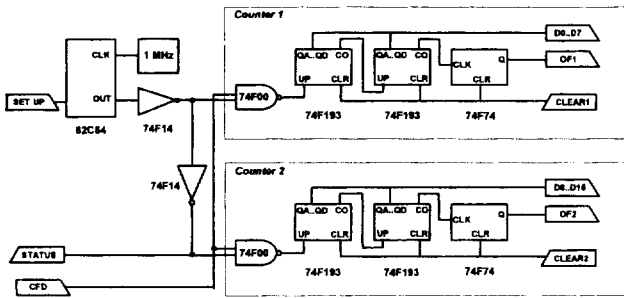 Counter 1
CLK
1 MHz
OUT
SET UP
82C54
74F14
74F00
QA..QD CO
UP
CLR
74F193
QA..QD CO
UP CLR
74F193
CLK
Q
CLR
74F74
D0..D7
OF1
CLEAR1
74F14
Counter 2
74F00
QA..QD CO
UP
CLR
74F193
QA..QD CO
UP CLR
74F193
CLK
Q
CLR
74F74
D8..D15
OF2
CLEAR2
STATUS
CFD